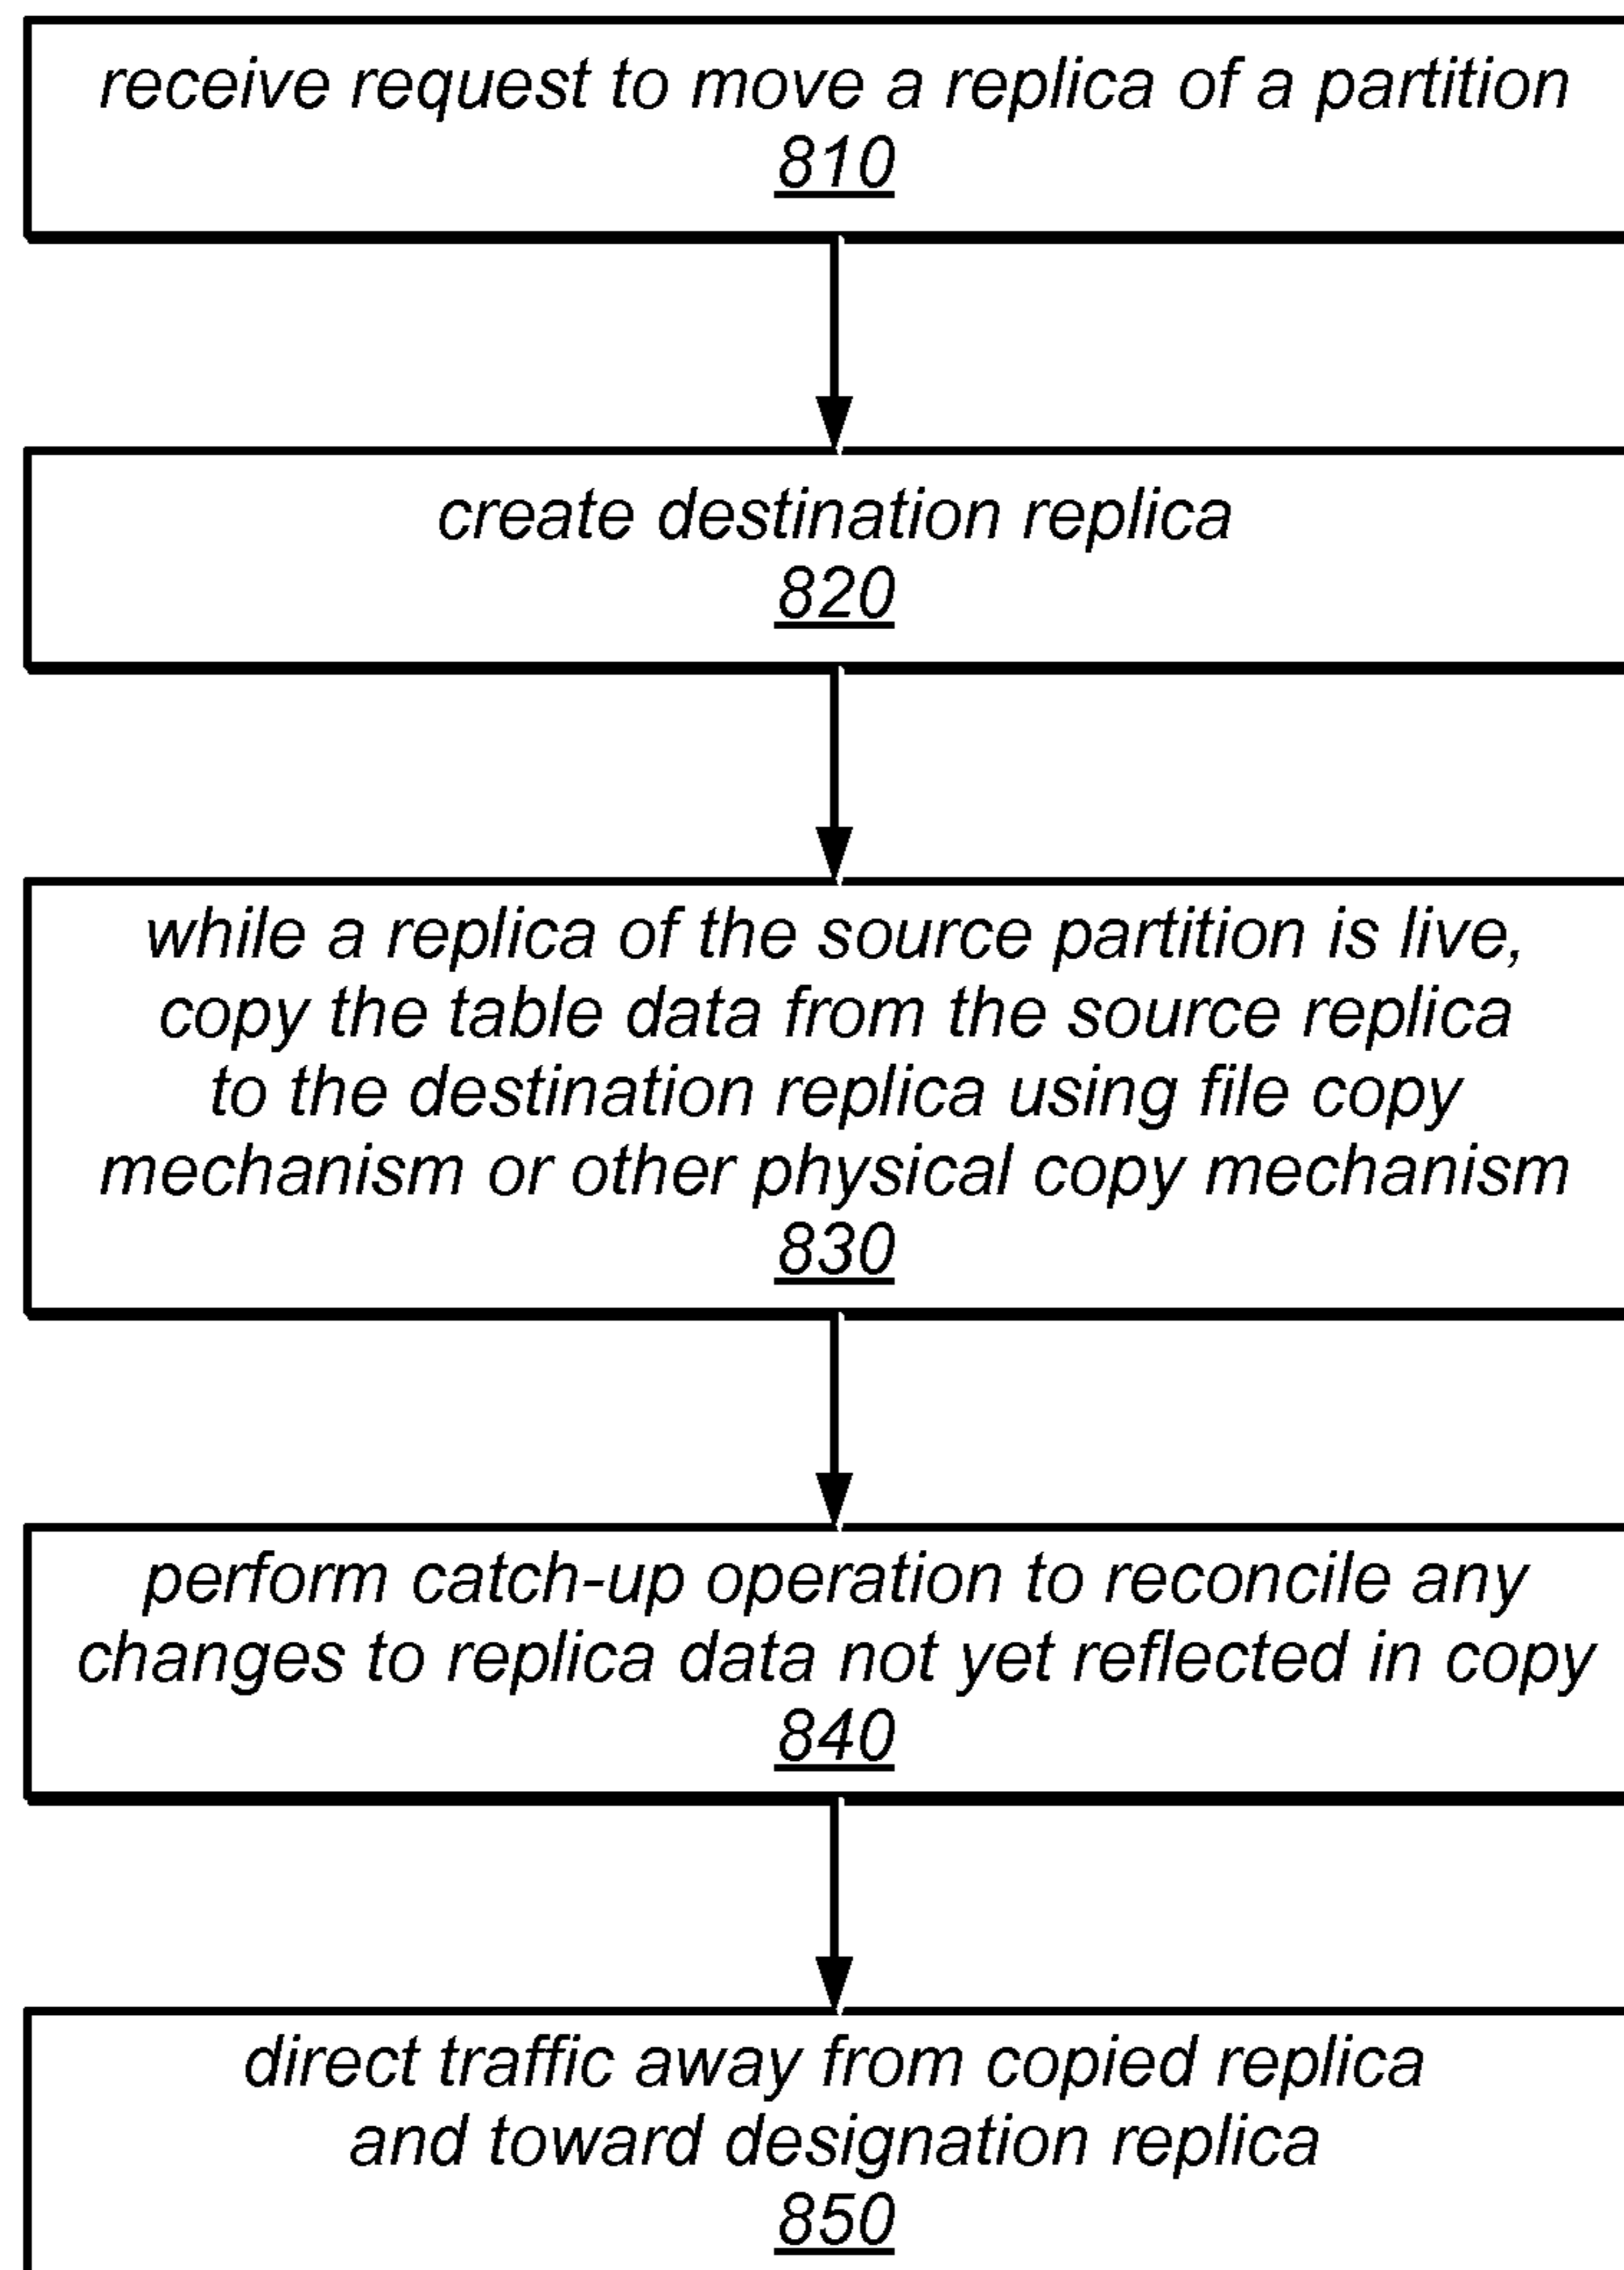 receive request to move a replica of a partition
810
create destination replica
820
while a replica of the source partition is live,
copy the table data from the source replica
to the destination replica using file copy
mechanism or other physical copy mechanism
830
perform catch-up operation to reconcile any
changes to replica data not yet reflected in copy
840
direct traffic away from copied replica
and toward designation replica
850